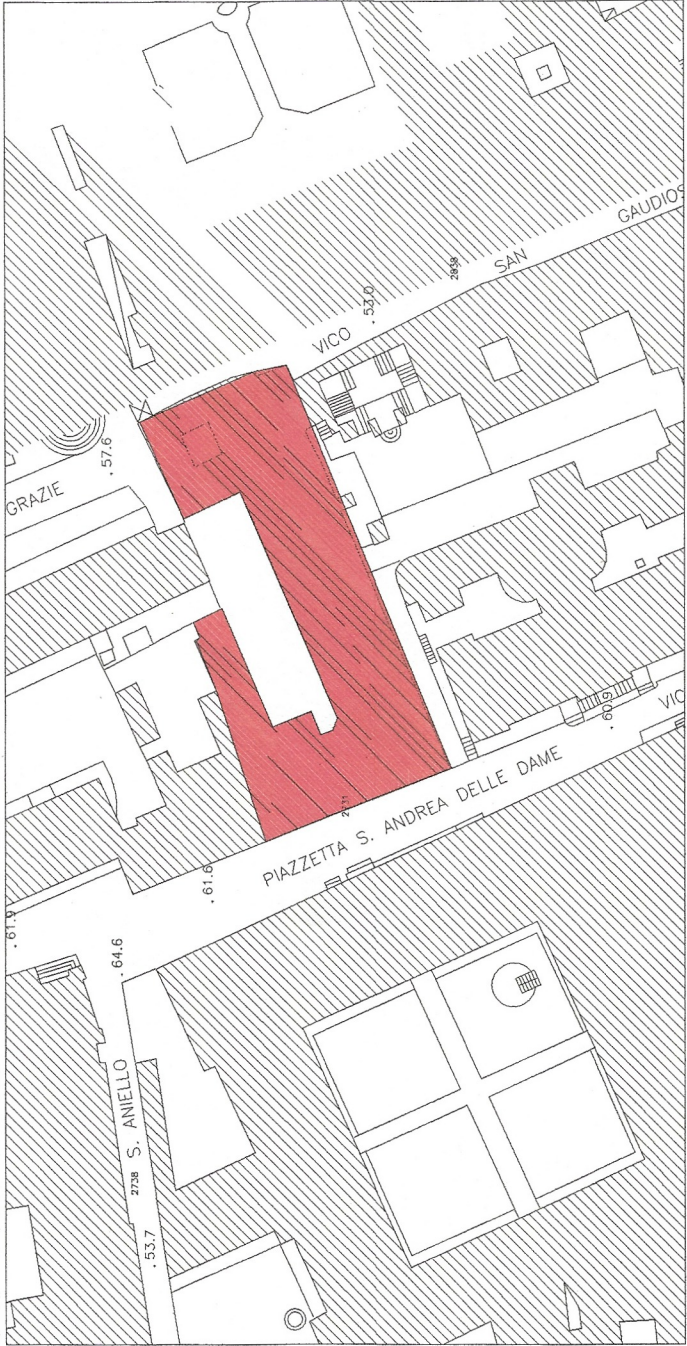 GAUDIOS
SAN
2838
VICO
.53.0
.57.6
GRAZIE
.60.9
VIC
2731
PIAZZETTA S. ANDREA DELLE DAME
.61.6
.61.9
.64.6
S. ANIELLO
2738
.53.7